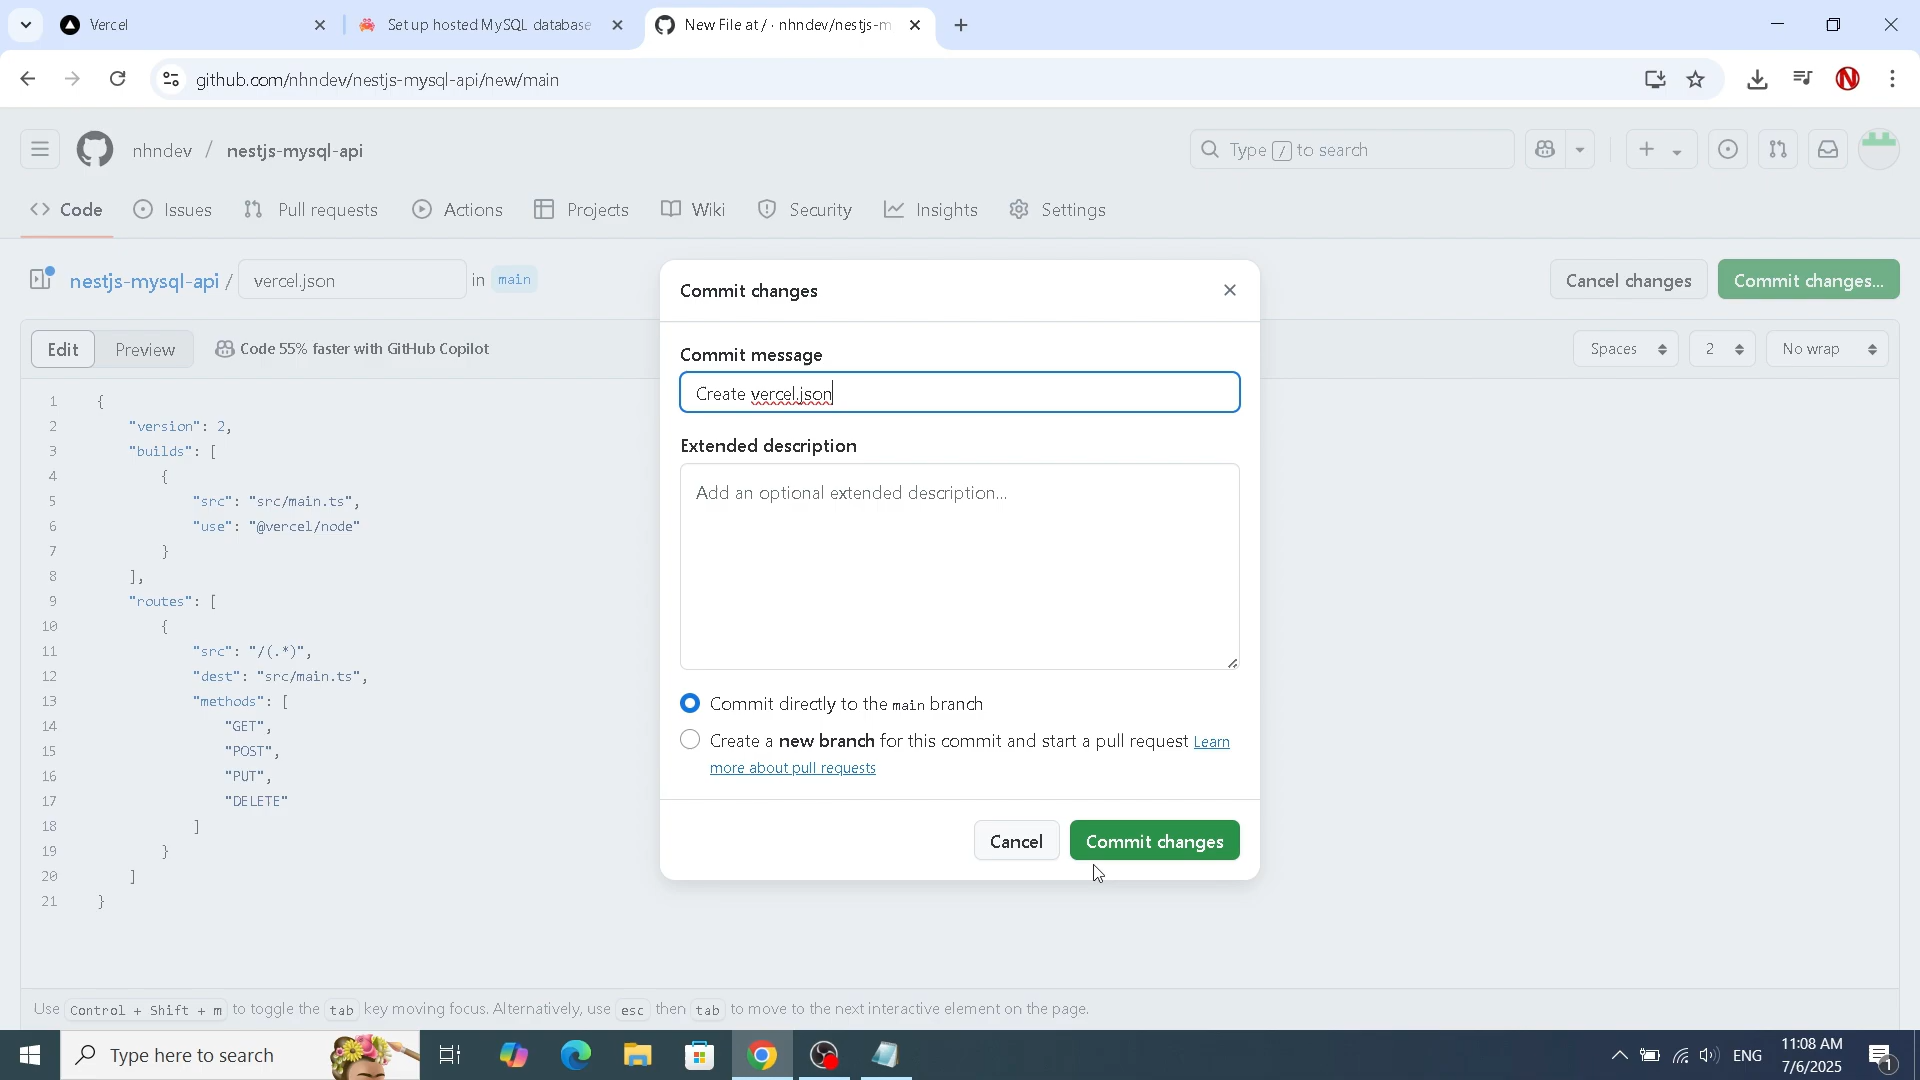 Vercel
Set up hosted MySQL database
New File at / · nhndev/nestjs-m
github.com/nhndev/nestjs-mysql-api/new/main
nhndev / nestjs-mysql-api
Type / to search
Code
Issues
Pull requests
Actions
Projects
Wiki
Security
Insights
Settings
nestjs-mysql-api / vercel.json in main
Cancel changes
Commit changes...
Edit
Preview
Code 55% faster with GitHub Copilot
Spaces
2
No wrap
1 {
2 "version": 2,
3 "builds": [
4 {
5 "src": "src/main.ts",
6 "use": "@vercel/node"
7 }
8 ],
9 "routes": [
10 {
11 "src": "/(.*)",
12 "dest": "src/main.ts",
13 "methods": [
14 "GET",
15 "POST",
16 "PUT",
17 "DELETE"
18 ]
19 }
20 ]
21 }
Commit changes
Commit message
Create vercel.json
Extended description
Add an optional extended description...
Commit directly to the main branch
Create a new branch for this commit and start a pull request Learn
more about pull requests
Cancel
Commit changes
Use Control + Shift + m to toggle the tab key moving focus. Alternatively, use esc then tab to move to the next interactive element on the page.
Type here to search
ENG
11:08 AM
7/6/2025
1